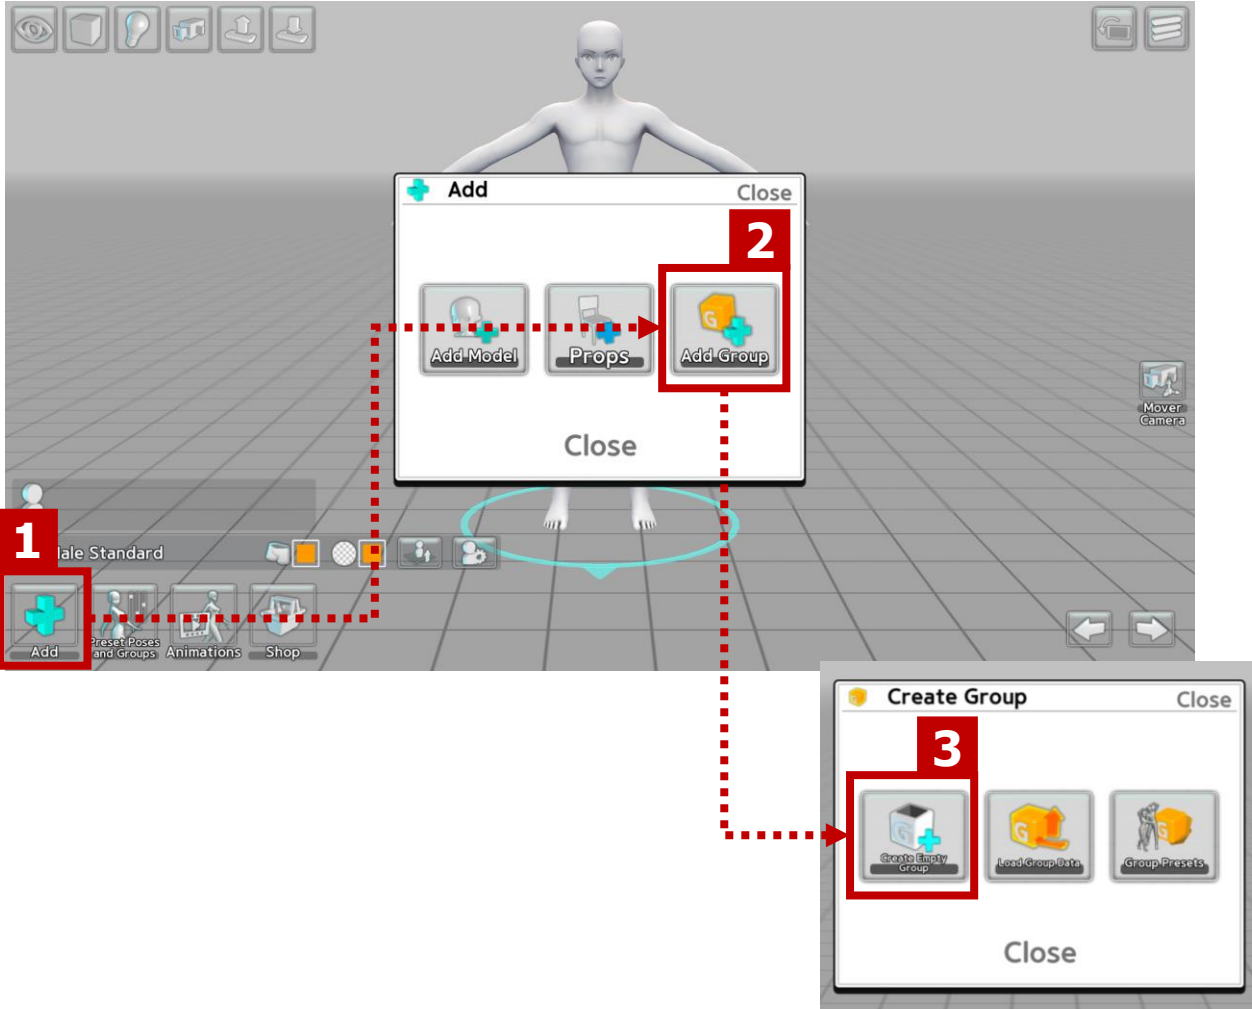 Add
Close
2
Add Model
Props
Add Group
Close
Mover
Camera
1
ale Standard
Add
Preset Poses
and Groups
Animations
Shop
Create Group
Close
3
G
Create Empty
Group
G
Load Group Data
G
Group Presets
Close